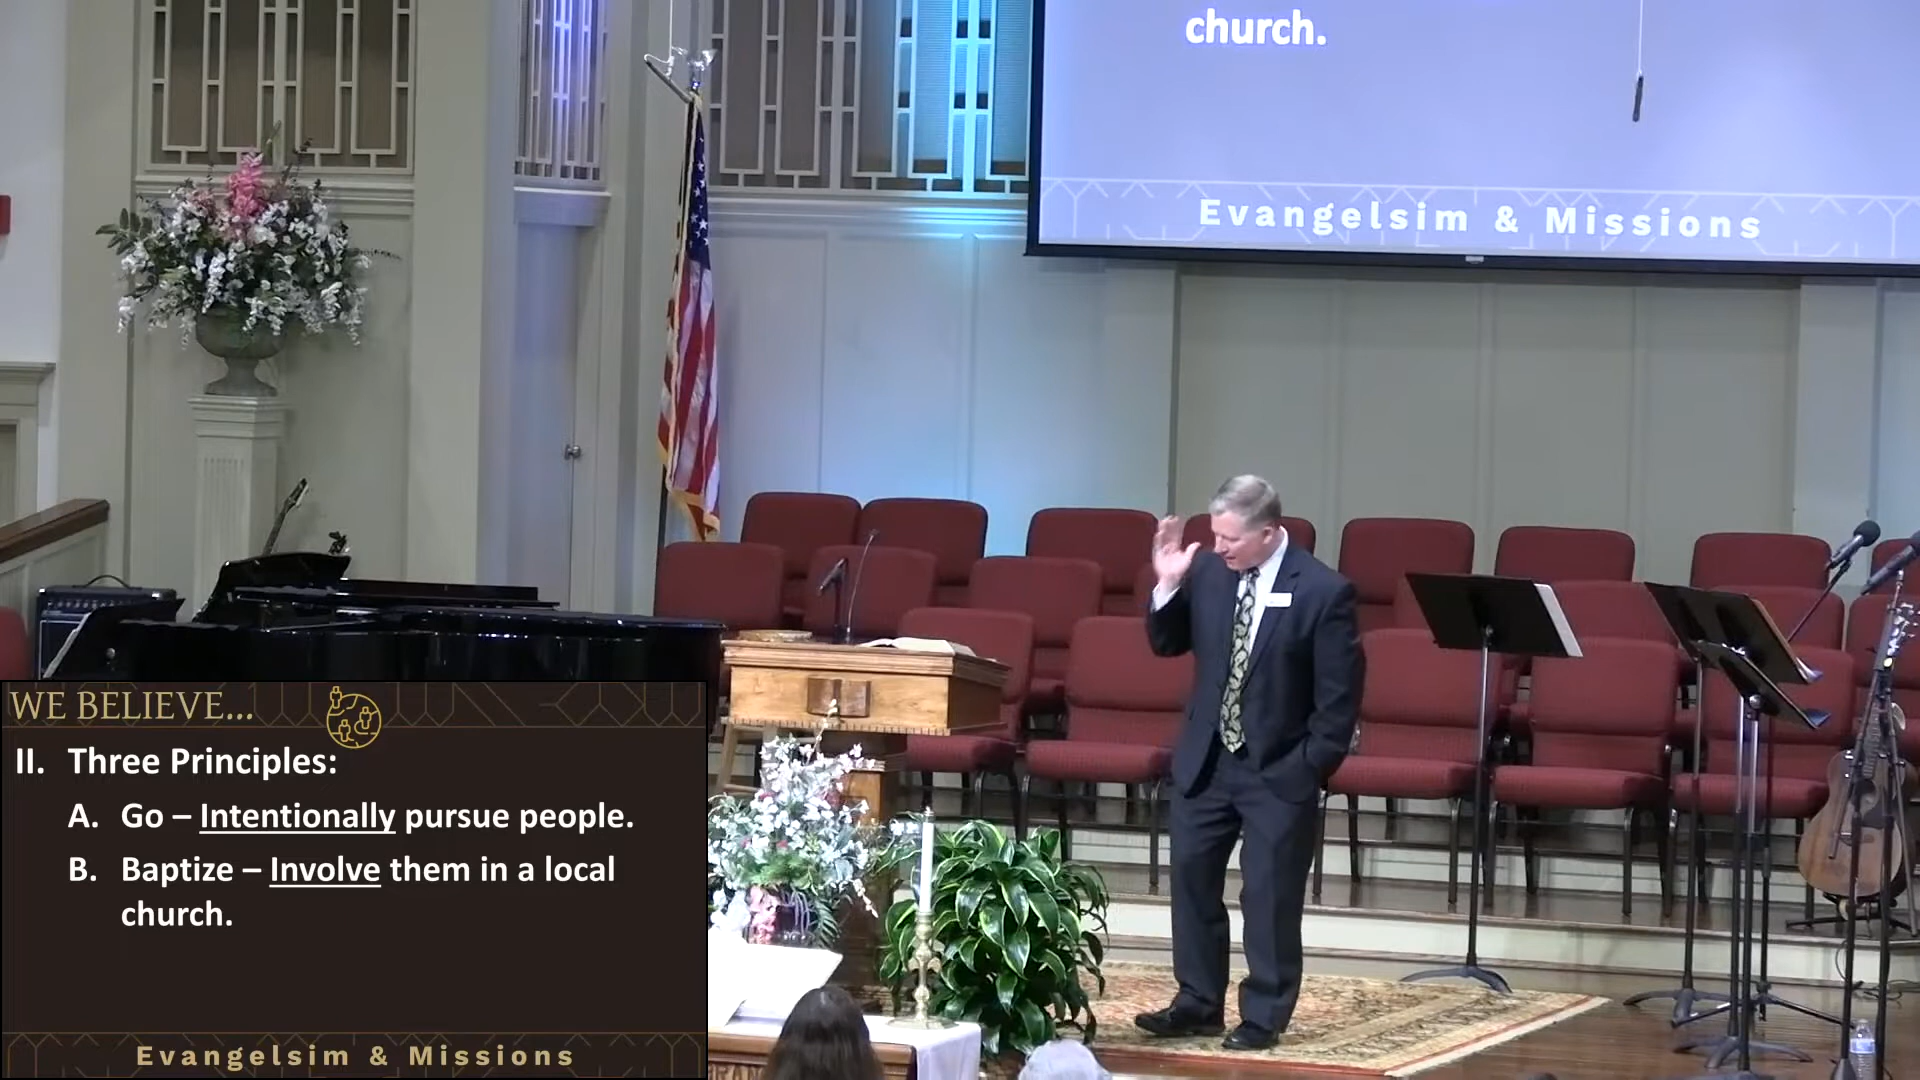 church.
Evangelsim & Missions
WE BELIEVE...
II. Three Principles:
A. Go – Intentionally pursue people.
B. Baptize – Involve them in a local
church.
Evangelsim & Missions